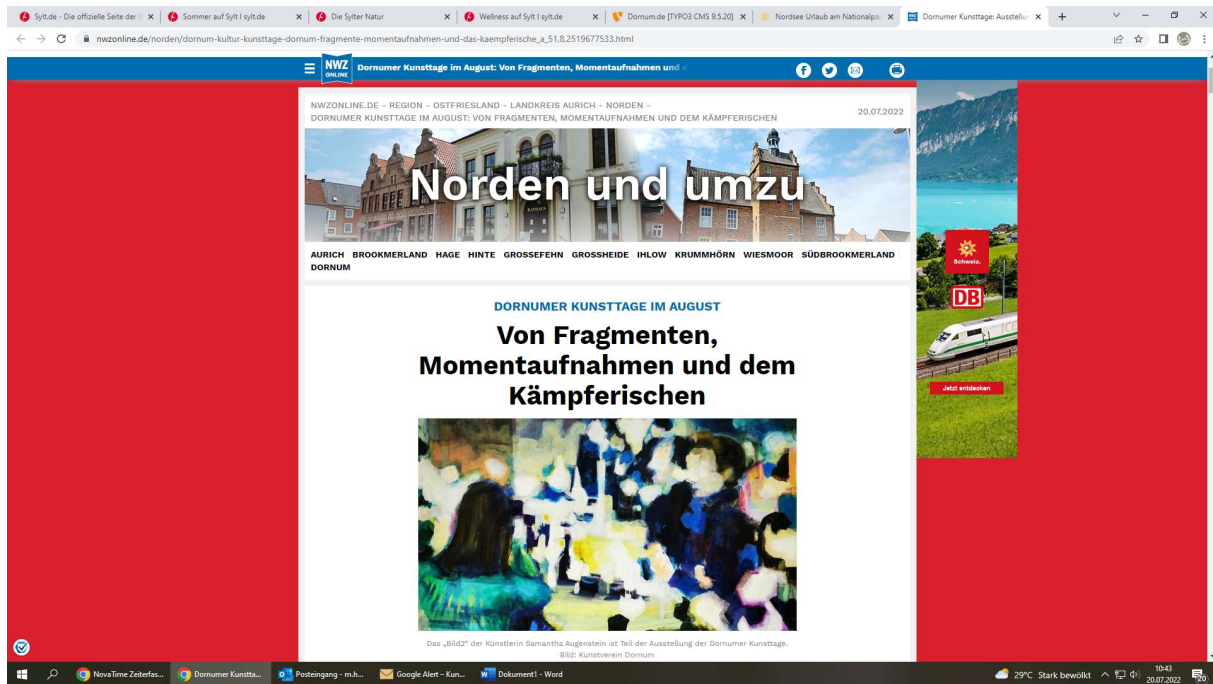 Sylt.de - Die offizielle Seite der
Sommer auf Sylt I sylt.de
Die Sylter Natur
Wellness auf Sylt I sylt.de
Dornum.de [TYPO3 CMS 9.5.20]
Nordsee Urlaub am Nationalpa
Dornumer Kunsttage: Ausstellu
nwzonline.de/norden/dornum-kultur-kunsttage-dornum-fragmente-momentaufnahmen-und-das-kaempferische_a_51,8,2519677533.html
NWZ
ONLINE
Dornumer Kunsttage im August: Von Fragmenten, Momentaufnahmen und
NWZONLINE.DE - REGION - OSTFRIESLAND - LANDKREIS AURICH - NORDEN -
DORNUMER KUNSTTAGE IM AUGUST: VON FRAGMENTEN, MOMENTAUFNAHMEN UND DEM KÄMPFERISCHEN
20.07.2022
Norden und umzu
AURICH BROOKMERLAND HAGE HINTE GROSSEFEHN GROSSHEIDE IHLOW KRUMMHÖRN WIESMOOR SÜDBROOKMERLAND
DORNUM
DORNUMER KUNSTTAGE IM AUGUST
Von Fragmenten,
Momentaufnahmen und dem
Kämpferischen
Das „Bild2" der Künstlerin Samantha Augenstein ist Teil der Ausstellung der Dornumer Kunsttage.
Bild: Kunstverein Dornum
Schweiz.
DB
ICE
Jetzt entdecken
NovaTime Zeiterfas...
Dornumer Kunstta...
Posteingang - m.h...
Google Alert – Kun...
Dokument1 - Word
29°C Stark bewölkt
10:43
20.07.2022
20